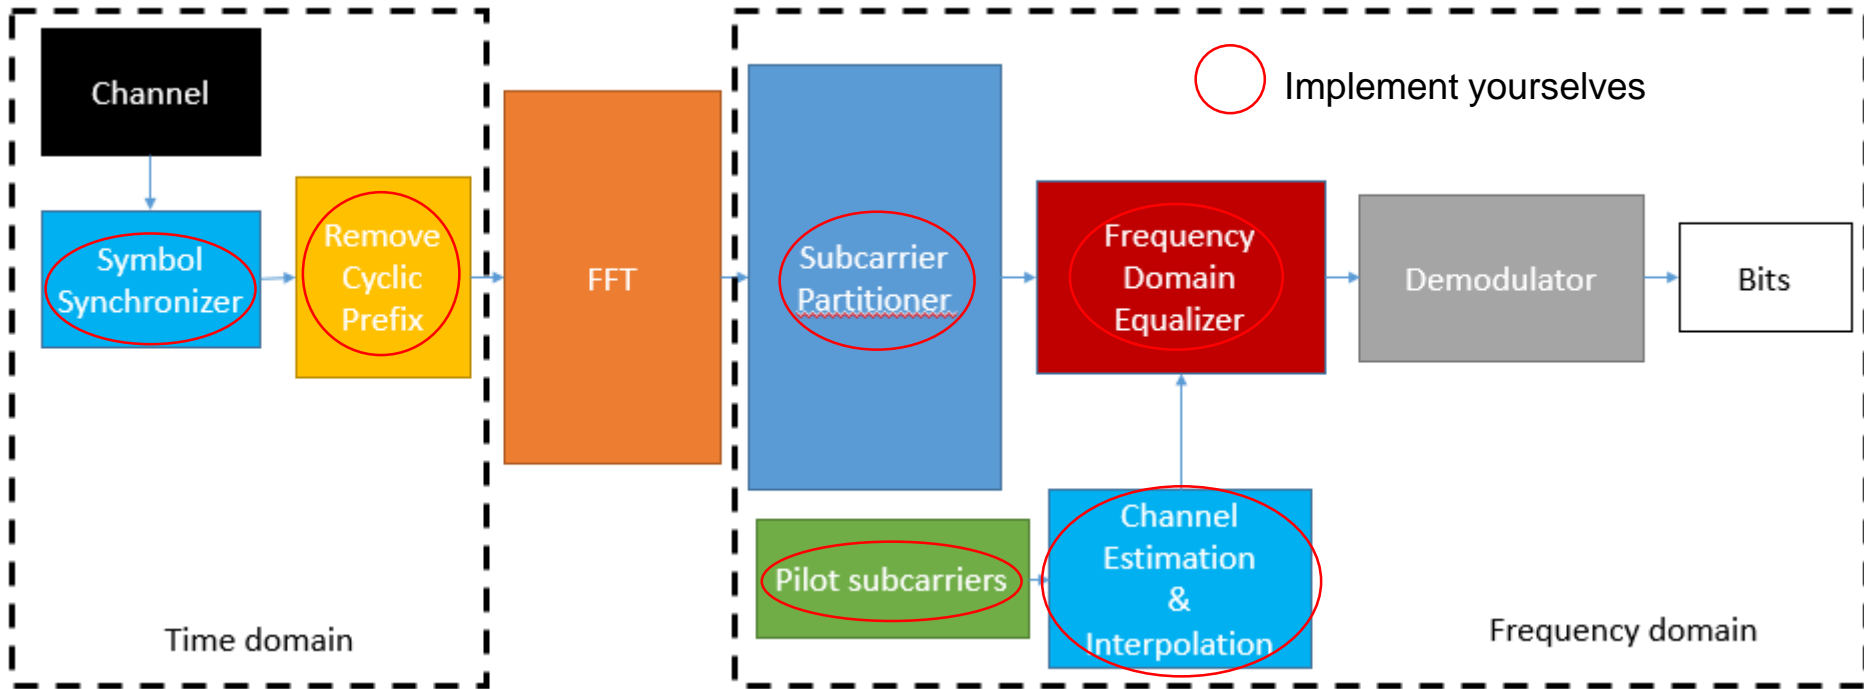 Channel
Symbol
Synchronizer
Remove
Cyclic
Prefix
Time domain
FFT
Implement yourselves
Subcarrier
Partitioner
Frequency
Domain
Equalizer
Demodulator
Bits
Pilot subcarriers
Channel
Estimation
&
Interpolation
Frequency domain